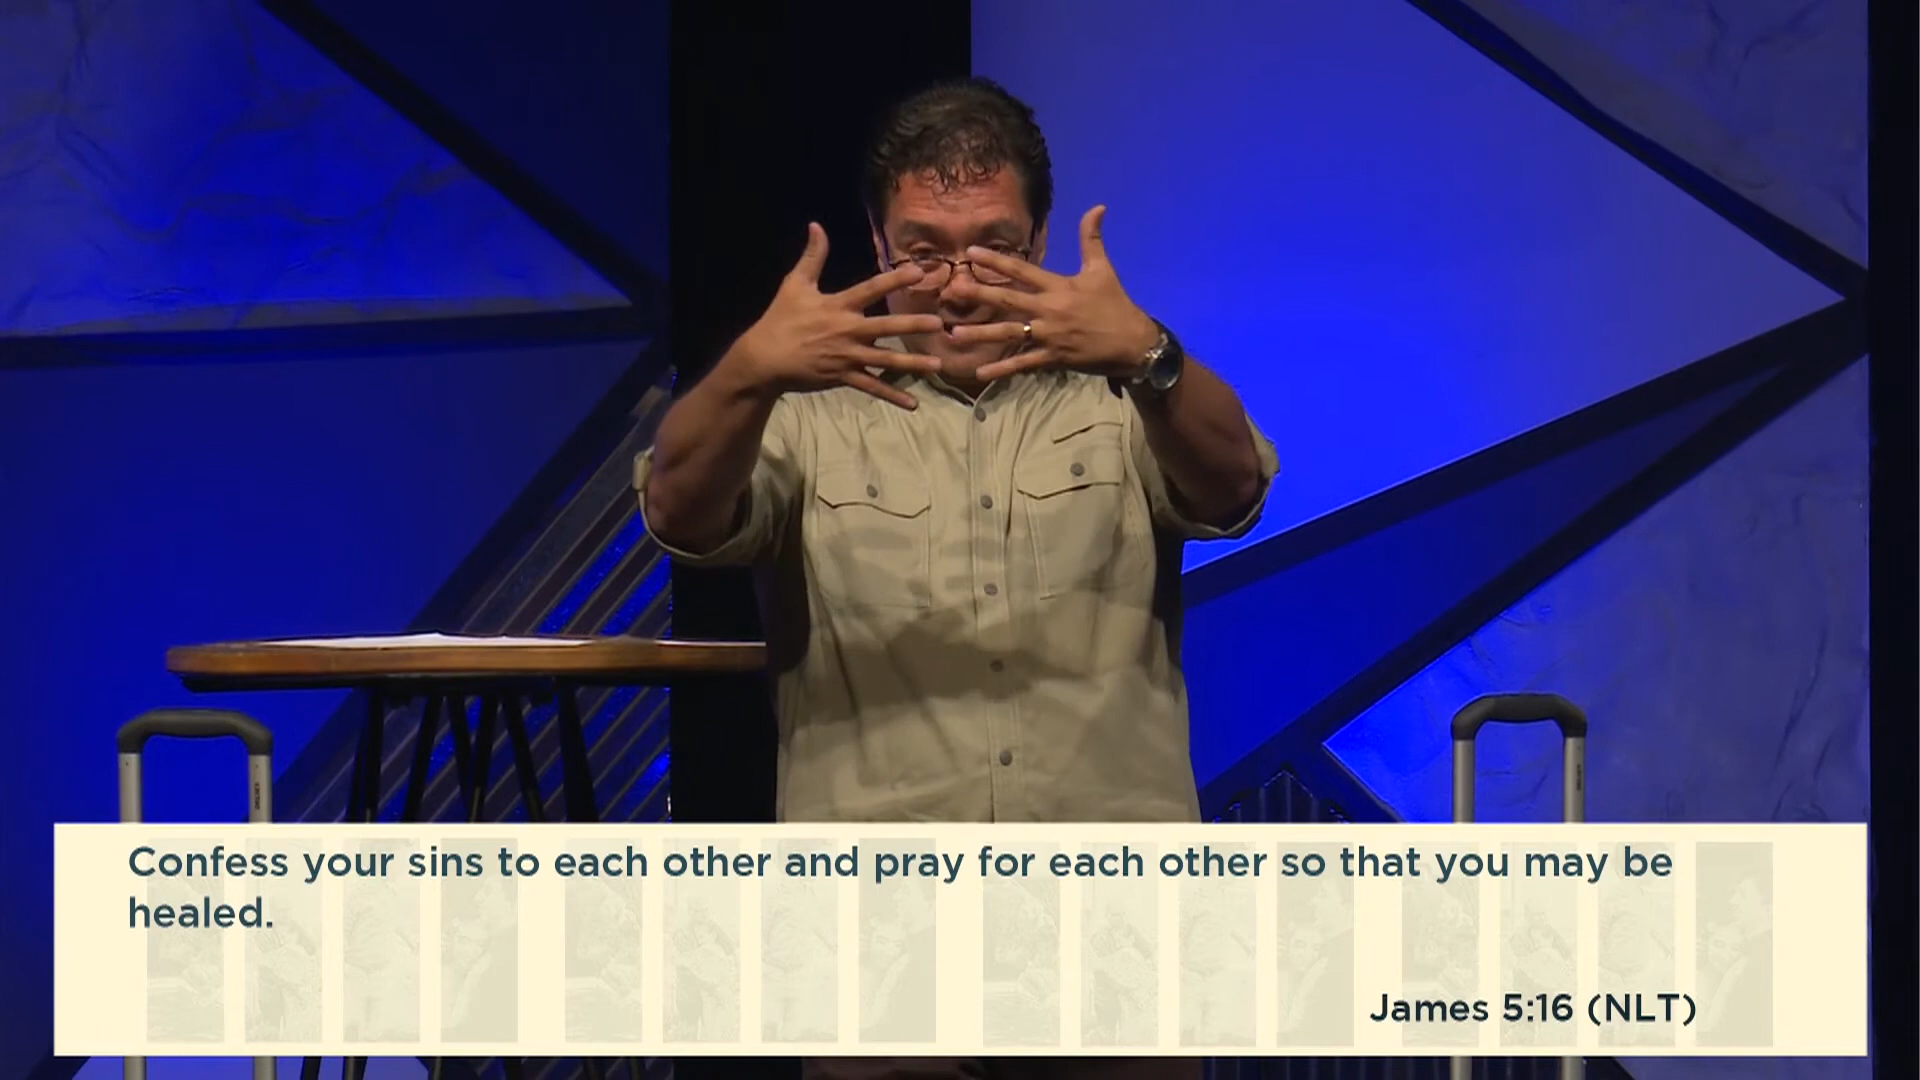 Confess your sins to each other and pray for each other so that you may be
healed.
James 5:16 (NLT)